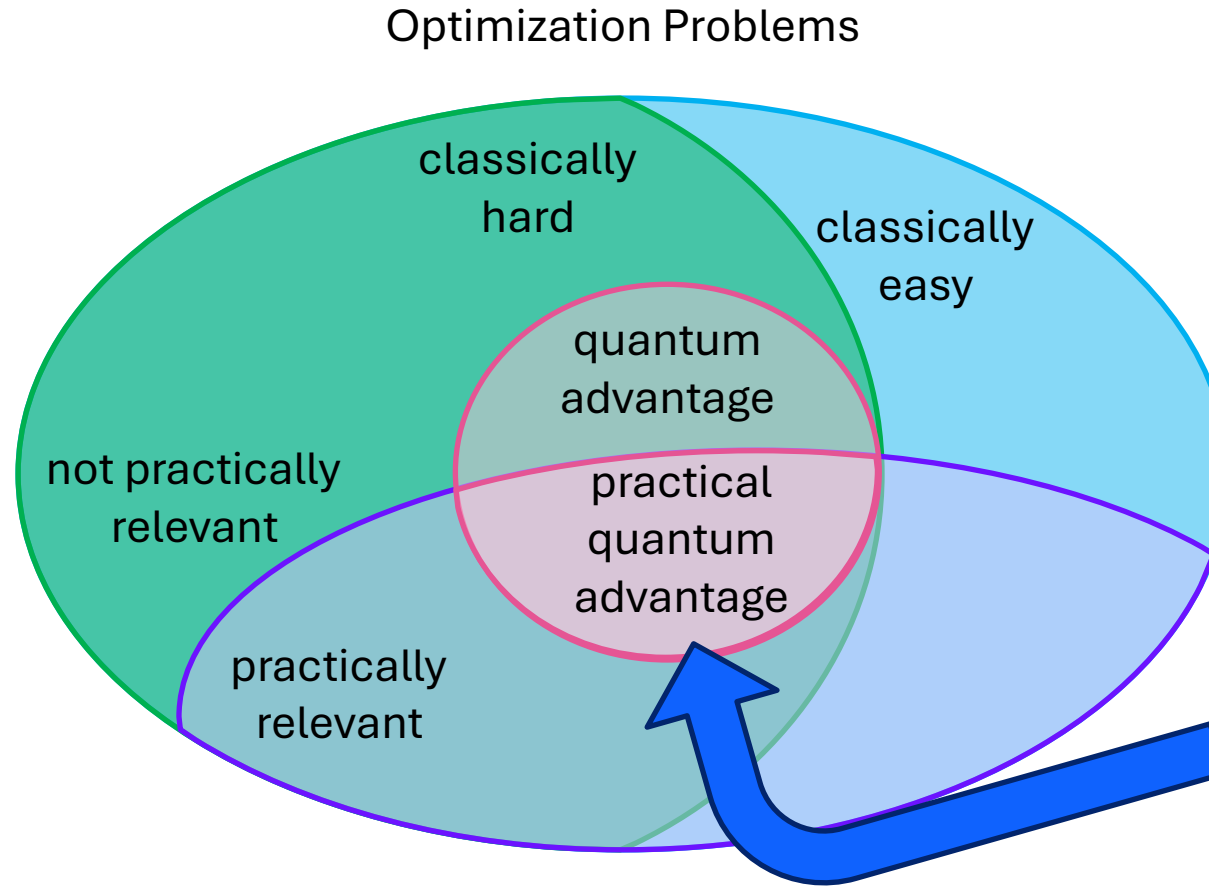 Optimization Problems
classically
hard
classically
easy
quantum
advantage
not practically
relevant
practical
quantum
advantage
practically
relevant